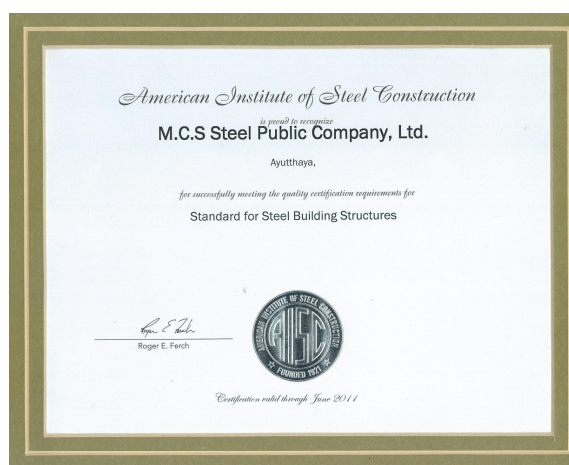 American Institute of Steel Construction
is proud to recognize
M.C.S Steel Public Company, Ltd.
Ayutthaya,
for successfully meeting the quality certification requirements for
Standard for Steel Building Structures
Roger E. Ferch
Roger E. Ferch
AMERICAN INSTITUTE OF STEEL CONSTRUCTION
AISC
FOUNDED 1921
Certification valid through June 2011